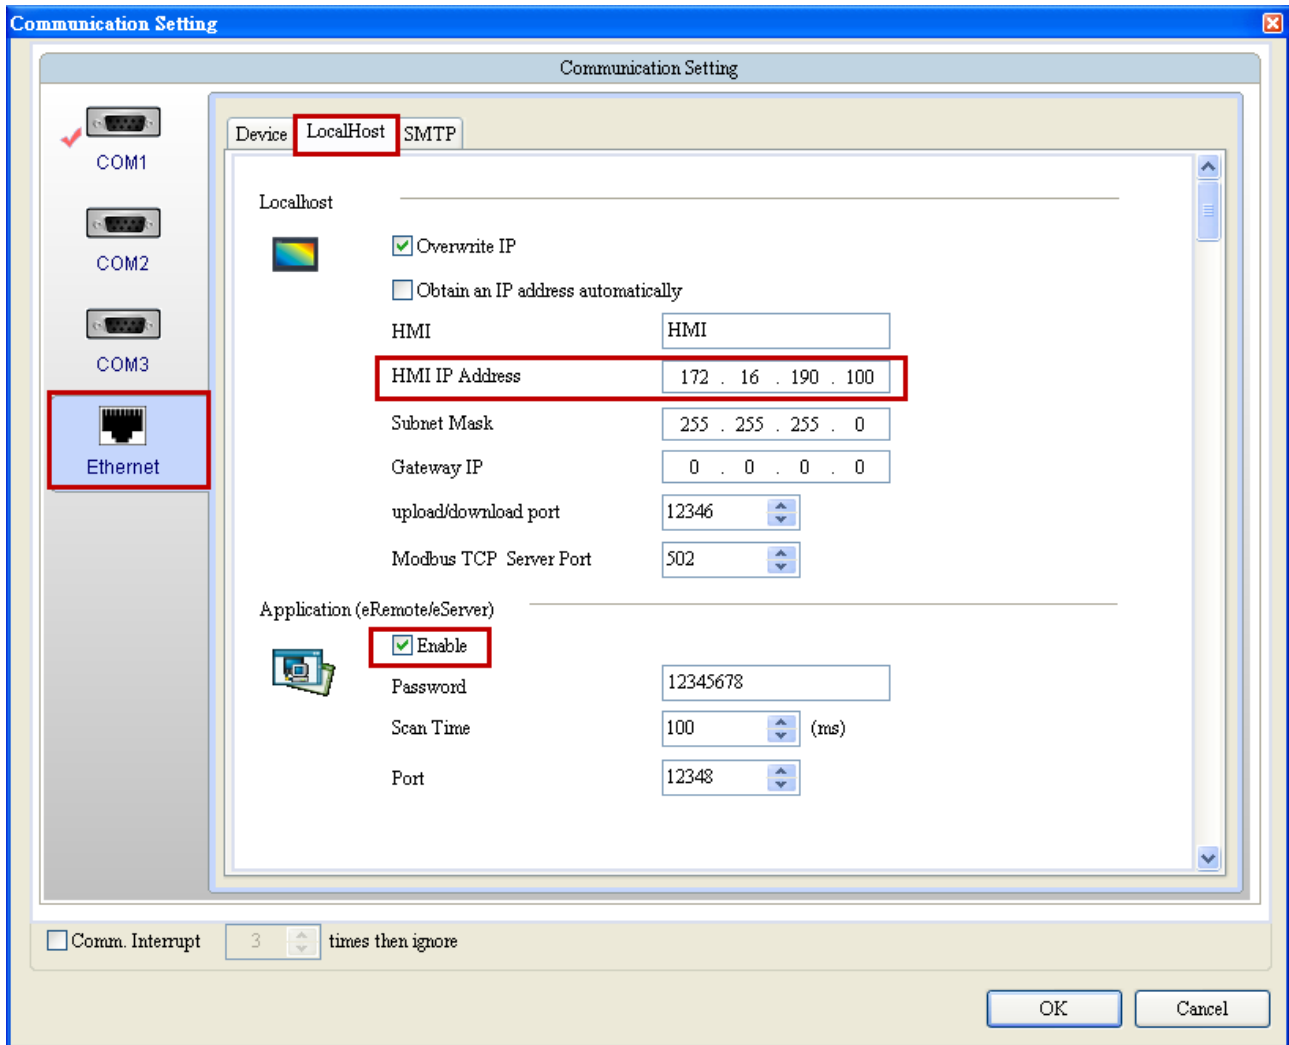 Communication Setting
Communication Setting
COM1
COM2
COM3
Ethernet
Device LocalHost SMTP
Localhost
Overwrite IP
Obtain an IP address automatically
HMI HMI
HMI IP Address 172 . 16 . 190 . 100
Subnet Mask 255 . 255 . 255 . 0
Gateway IP 0 . 0 . 0 . 0
upload/download port 12346
Modbus TCP Server Port 502
Application (eRemote/eServer)
Enable
Password 12345678
Scan Time 100 (ms)
Port 12348
Comm. Interrupt 3 times then ignore
OK Cancel